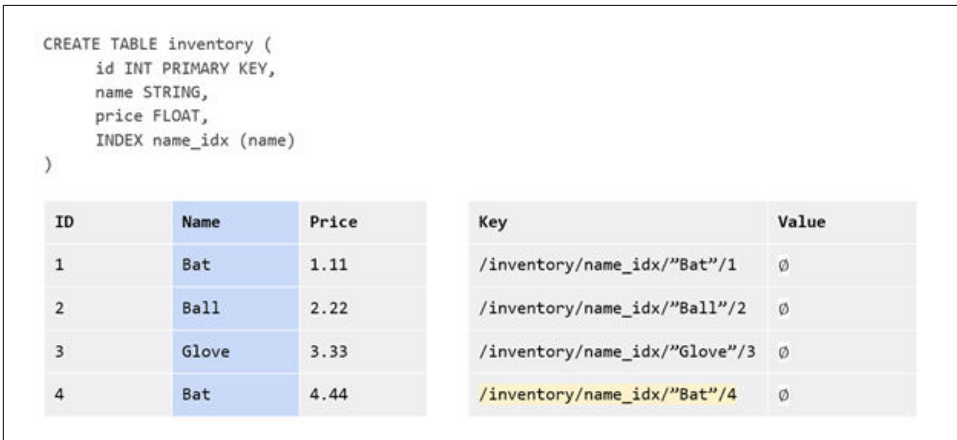 CREATE TABLE inventory (
id INT PRIMARY KEY,
name STRING,
price FLOAT,
INDEX name_idx (name)
)
ID Name Price Key Value
1 Bat 1.11 /inventory/name_idx/”Bat”/1 ∅
2 Ball 2.22 /inventory/name_idx/”Ball”/2 ∅
3 Glove 3.33 /inventory/name_idx/”Glove”/3 ∅
4 Bat 4.44 /inventory/name_idx/”Bat”/4 ∅